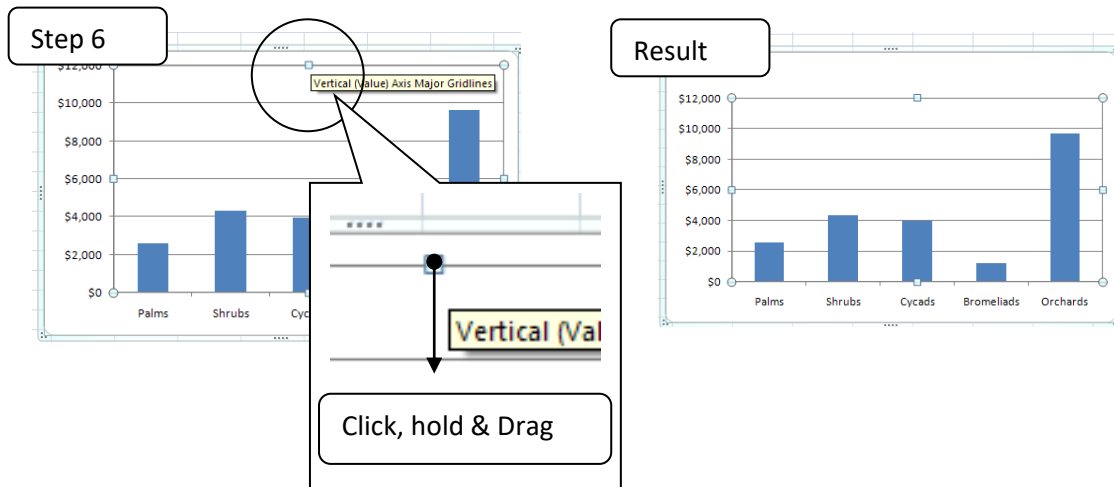 Step 6
$12,000
$10,000
$8,000
$6,000
$4,000
$2,000
$0
Palms
Shrubs
Cyc
Vertical (Value) Axis Major Gridlines
Vertical (Val
Click, hold & Drag
Result
$12,000
$10,000
$8,000
$6,000
$4,000
$2,000
$0
Palms
Shrubs
Cycads
Bromeliads
Orchards